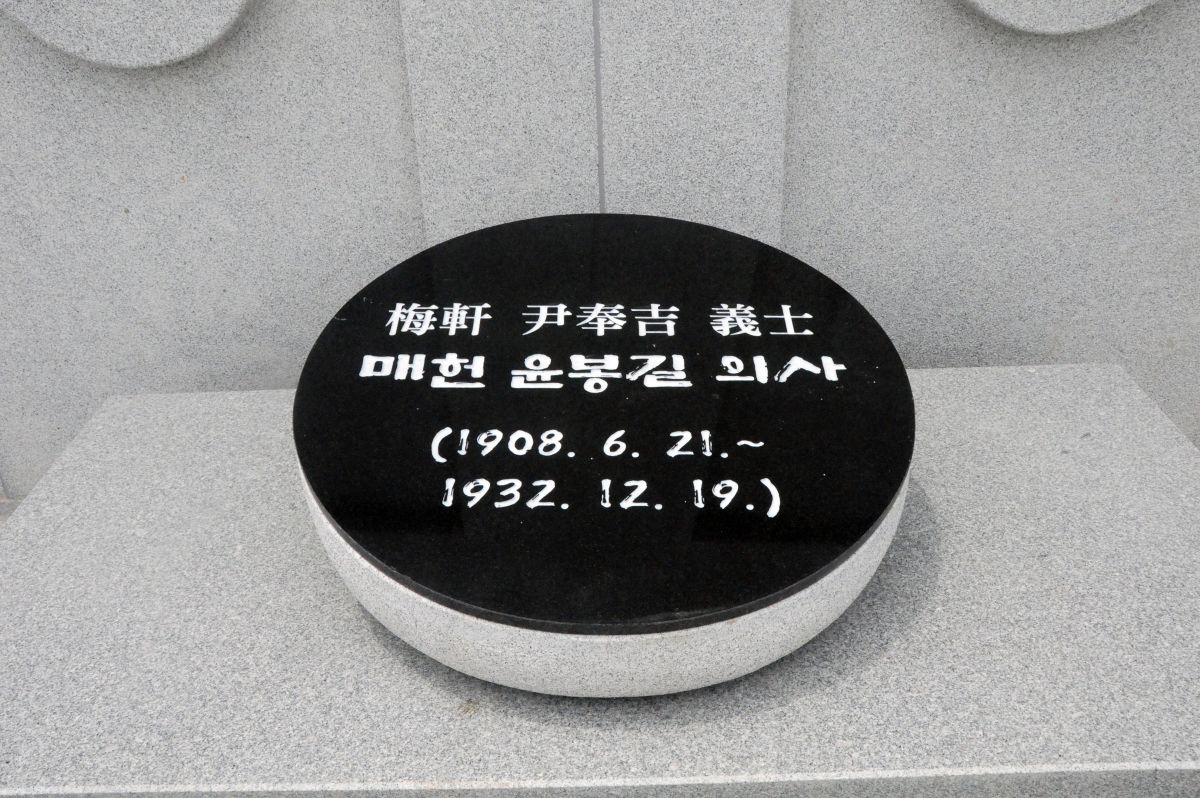 梅軒 尹奉吉 義士
매헌 윤봉길 의사
(1908. 6. 21.~
1932. 12. 19.)